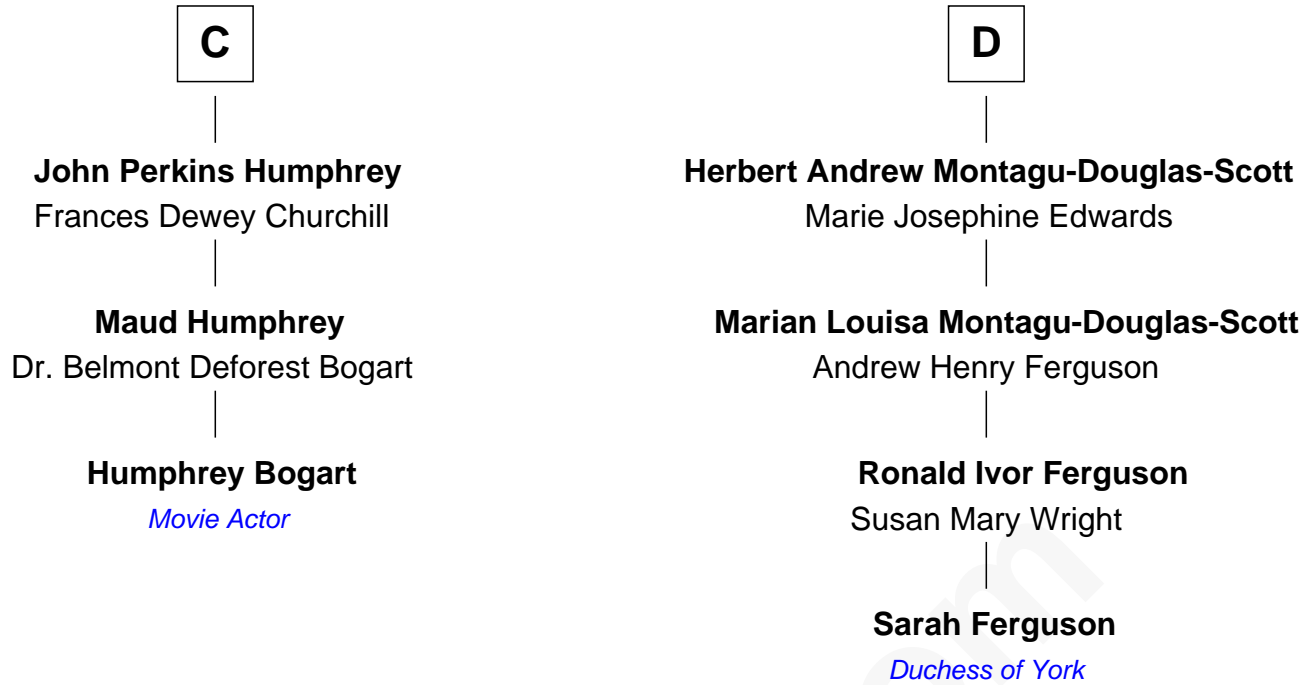 C
John Perkins Humphrey
Frances Dewey Churchill
Maud Humphrey
Dr. Belmont Deforest Bogart
Humphrey Bogart
Movie Actor
D
Herbert Andrew Montagu-Douglas-Scott
Marie Josephine Edwards
Marian Louisa Montagu-Douglas-Scott
Andrew Henry Ferguson
Ronald Ivor Ferguson
Susan Mary Wright
Sarah Ferguson
Duchess of York